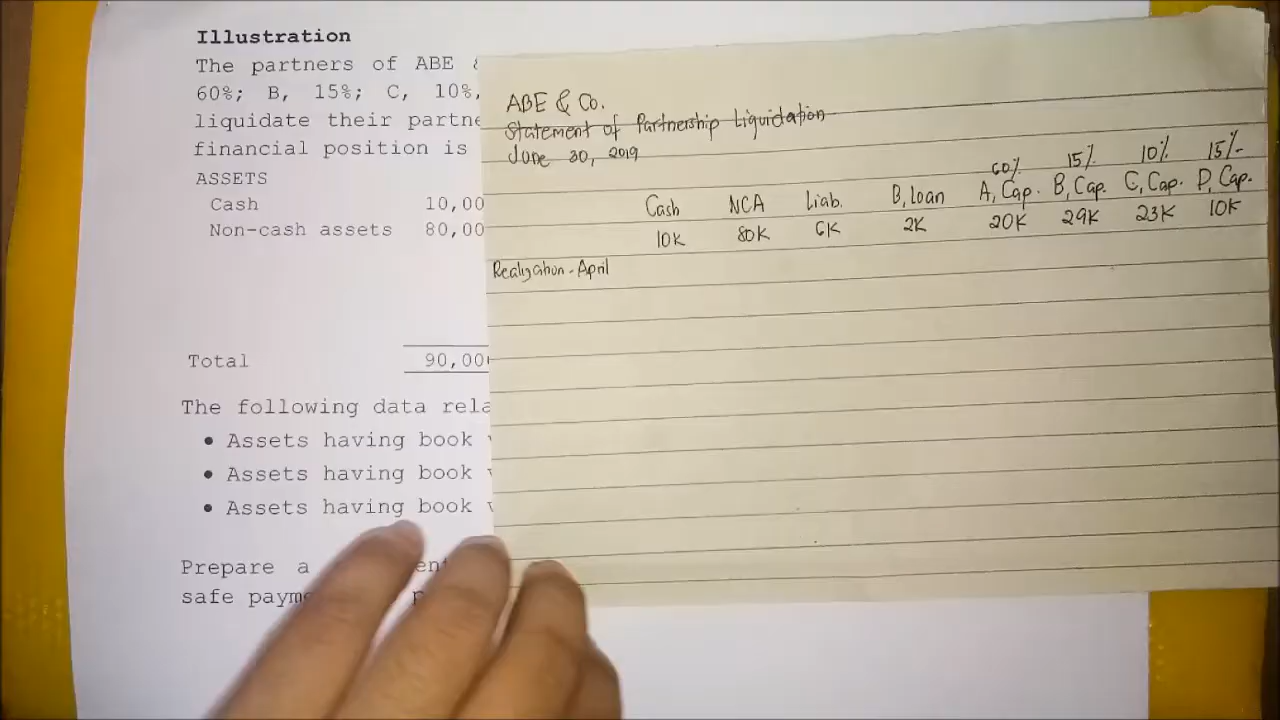 Illustration
The partners of ABE &
60%; B, 15%; C, 10%,
liquidate their partne
financial position is
ASSETS
Cash 10,00
Non-cash assets 80,00
Total 90,00
The following data rela
• Assets having book
• Assets having book
• Assets having book
Prepare a
safe payme
ABE & Co.
Statement of Partnership Liquidation
June 30, 2019
60% 15% 10% 15%
Cash NCA Liab. B, Loan A, Cap. B, Cap. C, Cap. D, Cap.
10K 80K 6K 2K 20K 29K 23K 10K
Realization - April